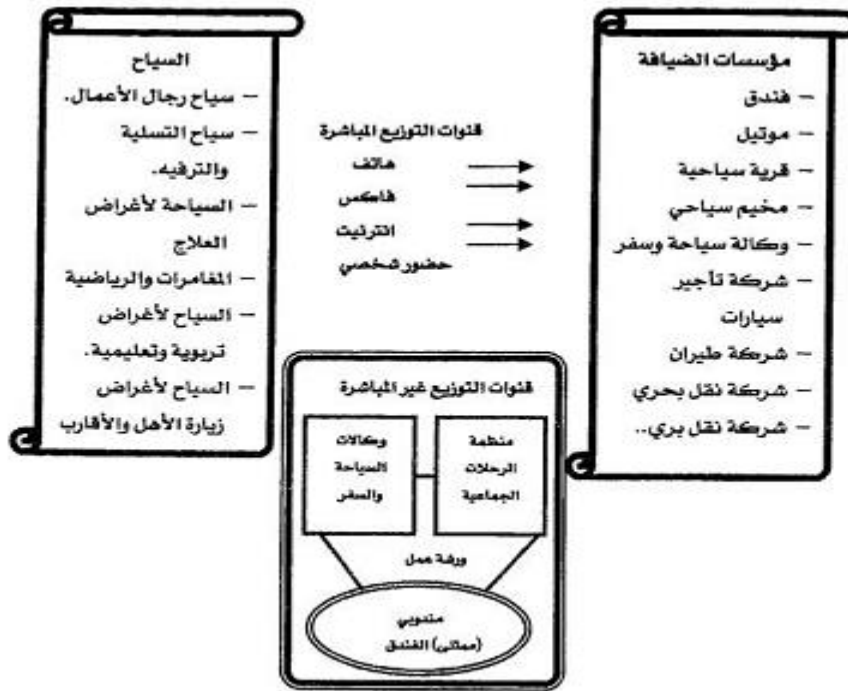 مؤسسات الضيافة
– فندق
– موتيل
– قرية سياحية
– مخيم سياحي
– وكالة سياحة وسفر
– شركة تأجير
سيارات
– شركة طيران
– شركة نقل بحري
– شركة نقل بري..
قنوات التوزيع المباشرة
هاتف
فاكس
انترنيت
حضور شخصي
السياح
– سياح رجال الأعمال.
– سياح التسلية
والترفيه.
– السياحة لأغراض
العلاج
– المغامرات والرياضية
– السياح لأغراض
تربوية وتعليمية.
– السياح لأغراض
زيارة الأهل والأقارب
قنوات التوزيع غير المباشرة
منظمة
الرحلات
الجماعية
وكالات
السياحة
والسفر
ورشة عمل
مندوبي
(ممثلى) الفندق